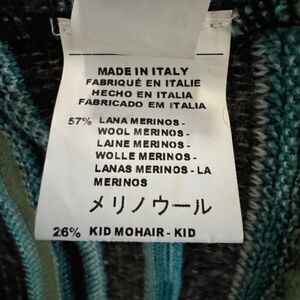 MADE IN ITALY
FABRIQUÉ EN ITALIE
HECHO EN ITALIA
FABRICADO EM ITALIA
57% LANA MERINOS -
WOOL MERINOS -
LAINE MERINOS -
WOLLE MERINOS -
LANAS MERINOS - LA
MERINOS
メリノウール
26% KID MOHAIR - KID